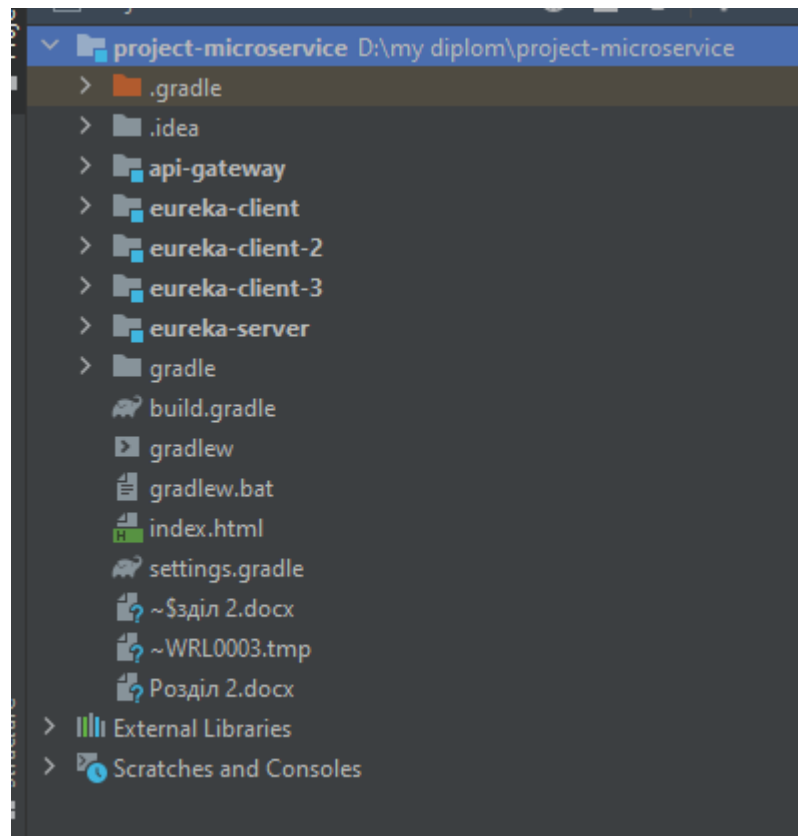 project-microservice D:\my diplom\project-microservice
.gradle
.idea
api-gateway
eureka-client
eureka-client-2
eureka-client-3
eureka-server
gradle
build.gradle
gradlew
gradlew.bat
index.html
settings.gradle
~$зділ 2.docx
~WRL0003.tmp
Розділ 2.docx
External Libraries
Scratches and Consoles